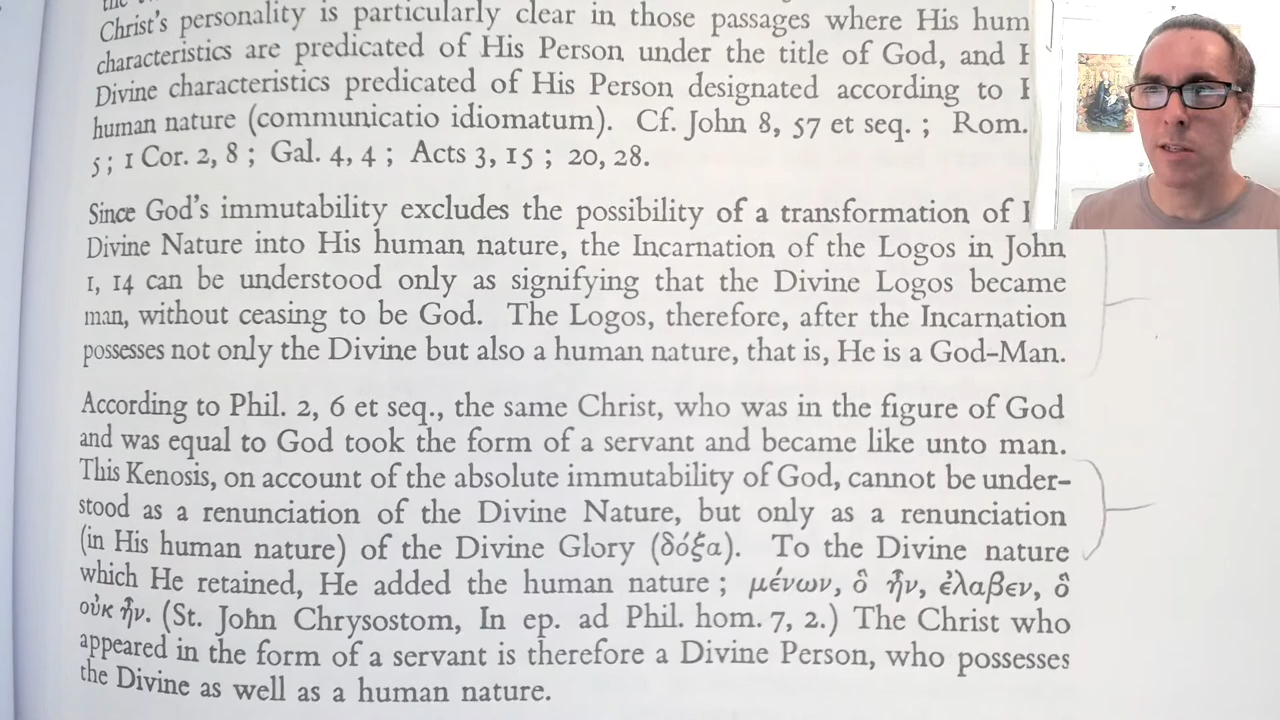 the
Christ's personality is particularly clear in those passages where His hum
characteristics are predicated of His Person under the title of God, and H
Divine characteristics predicated of His Person designated according to H
human nature (communicatio idiomatum). Cf. John 8, 57 et seq. ; Rom.
5 ; 1 Cor. 2, 8 ; Gal. 4, 4 ; Acts 3, 15 ; 20, 28.
Since God's immutability excludes the possibility of a transformation of H
Divine Nature into His human nature, the Incarnation of the Logos in John
1, 14 can be understood only as signifying that the Divine Logos became
man, without ceasing to be God. The Logos, therefore, after the Incarnation
possesses not only the Divine but also a human nature, that is, He is a God-Man.
According to Phil. 2, 6 et seq., the same Christ, who was in the figure of God
and was equal to God took the form of a servant and became like unto man.
This Kenosis, on account of the absolute immutability of God, cannot be under-
stood as a renunciation of the Divine Nature, but only as a renunciation
(in His human nature) of the Divine Glory (δόξα). To the Divine nature
which He retained, He added the human nature ; μένων, ὃ ἦν, ἐλαβεν, ὃ
οὐκ ἦν. (St. John Chrysostom, In ep. ad Phil. hom. 7, 2.) The Christ who
appeared in the form of a servant is therefore a Divine Person, who possesses
the Divine as well as a human nature.